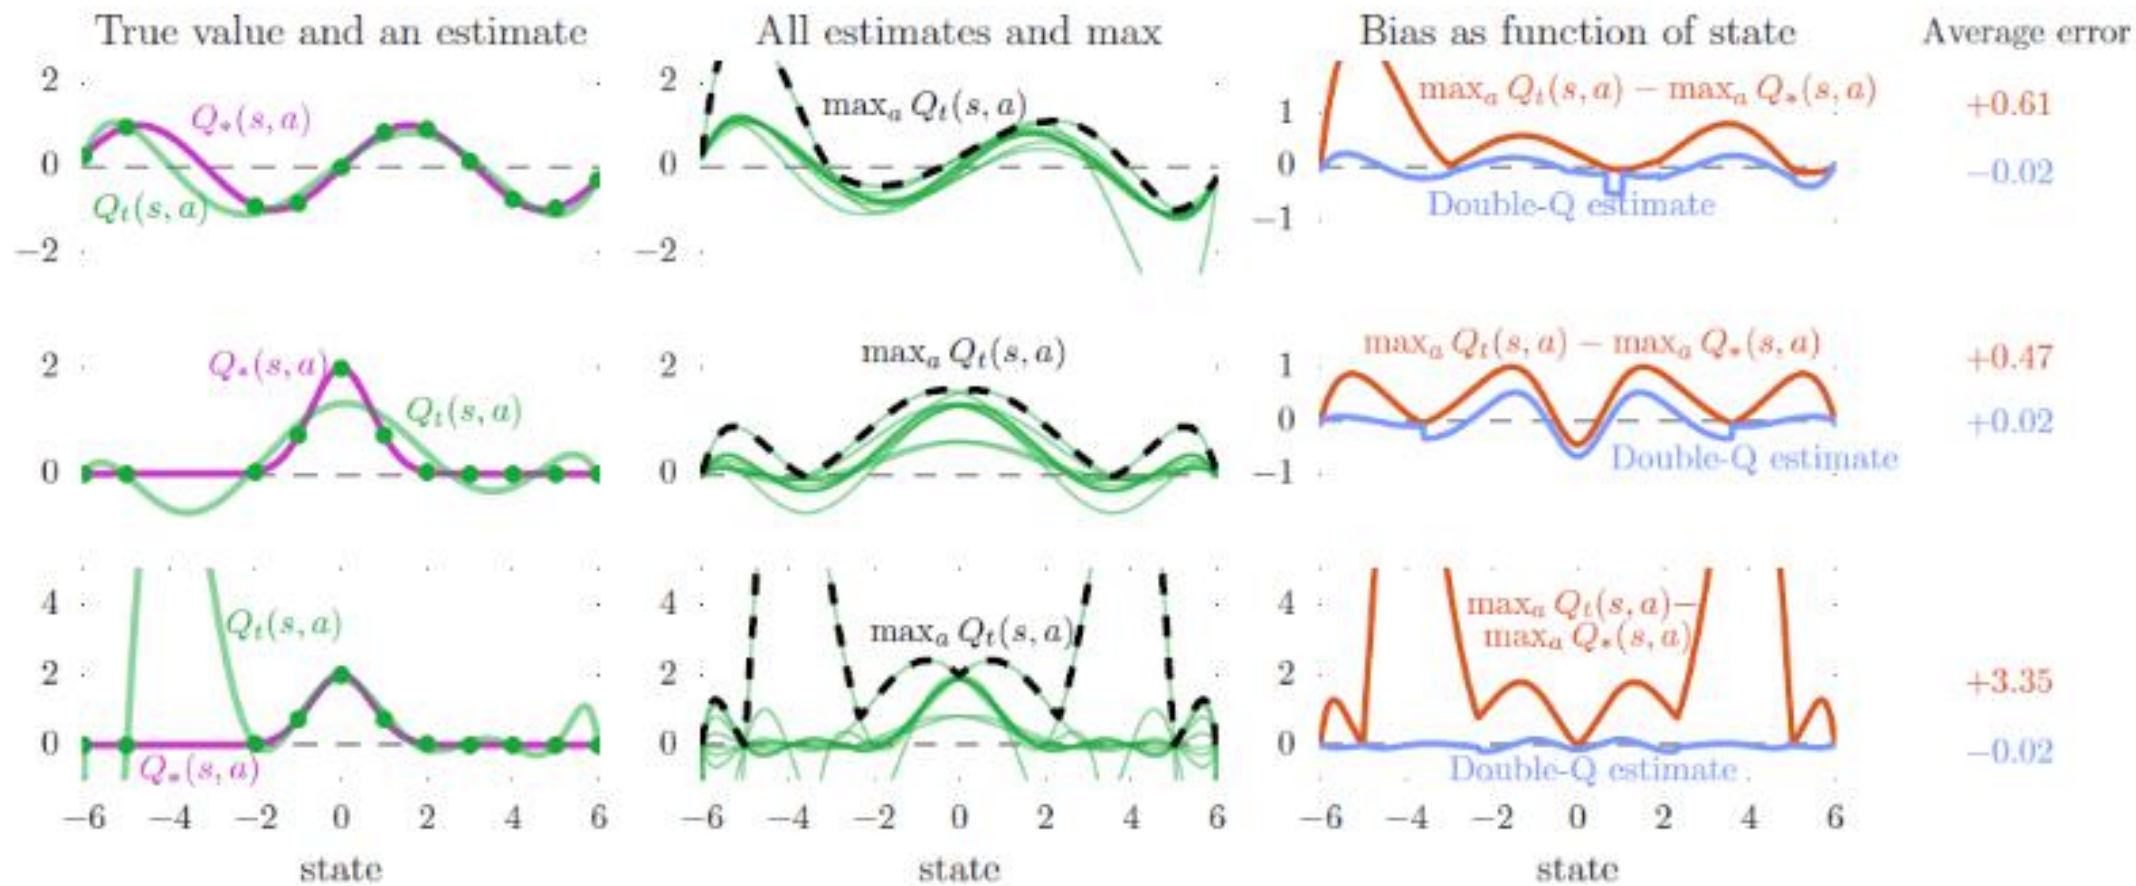 True value and an estimate
All estimates and max
Bias as function of state
Average error
2
0
−2
Q*(s, a)
Qt(s, a)
2
0
−2
maxa Qt(s, a)
1
0
−1
maxa Qt(s, a) − maxa Q*(s, a)
Double-Q estimate
+0.61
−0.02
2
0
Q*(s, a)
Qt(s, a)
2
0
maxa Qt(s, a)
1
0
−1
maxa Qt(s, a) − maxa Q*(s, a)
Double-Q estimate
+0.47
+0.02
4
2
0
Qt(s, a)
Q*(s, a)
−6 −4 −2 0 2 4 6
state
4
2
0
maxa Qt(s, a)
−6 −4 −2 0 2 4 6
state
4
2
0
maxa Qt(s, a)−
maxa Q*(s, a)
Double-Q estimate
−6 −4 −2 0 2 4 6
state
+3.35
−0.02